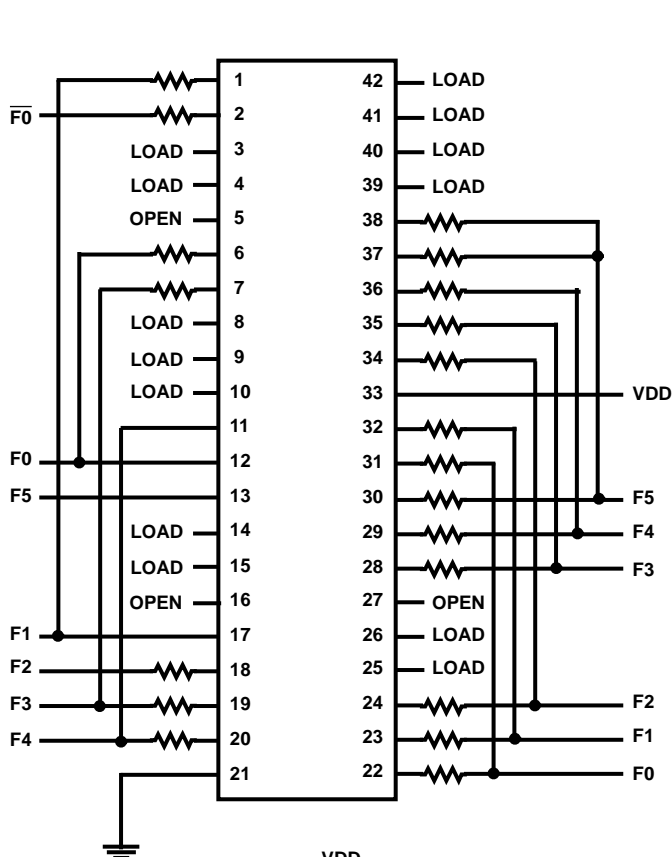 1 42 LOAD
F0 2 41 LOAD
LOAD 3 40 LOAD
LOAD 4 39 LOAD
OPEN 5 38
6 37
7 36
LOAD 8 35
LOAD 9 34
LOAD 10 33 VDD
11 32
F0 12 31
F5 13 30 F5
LOAD 14 29 F4
LOAD 15 28 F3
OPEN 16 27 OPEN
F1 17 26 LOAD
F2 18 25 LOAD
F3 19 24 F2
F4 20 23 F1
21 22 F0
VDD